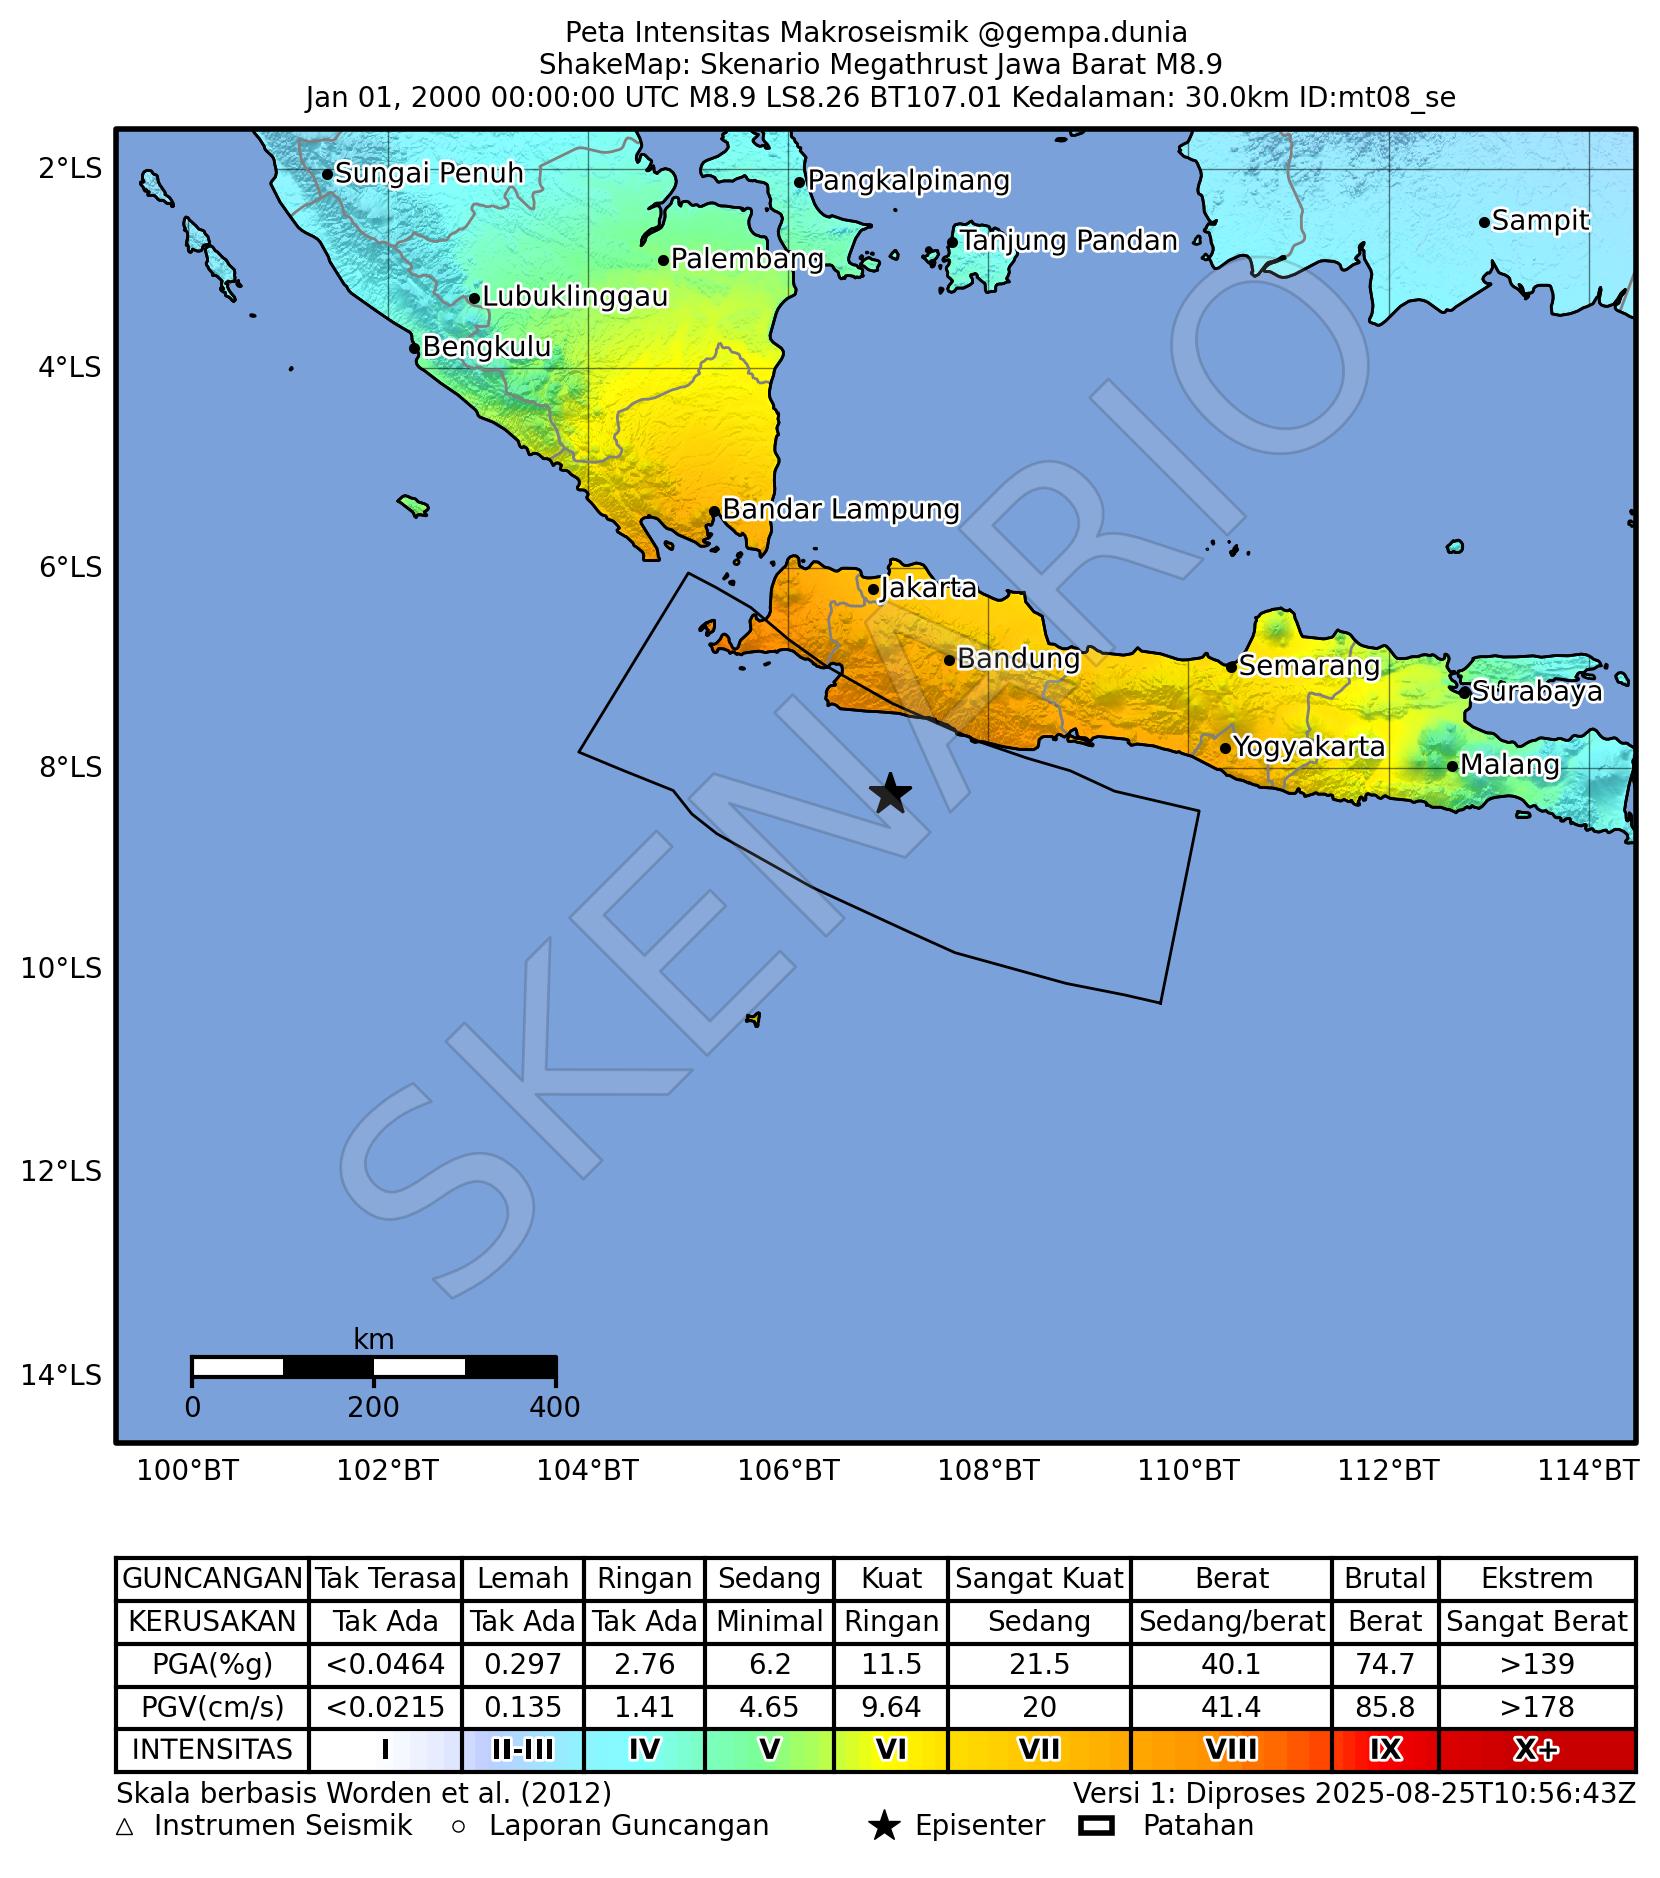 Peta Intensitas Makroseismik @gempa.dunia
ShakeMap: Skenario Megathrust Jawa Barat M8.9
Jan 01, 2000 00:00:00 UTC M8.9 LS8.26 BT107.01 Kedalaman: 30.0km ID:mt08_se
2°LS
Sungai Penuh
Pangkalpinang
Sampit
Tanjung Pandan
Palembang
Lubuklinggau
Bengkulu
4°LS
Bandar Lampung
6°LS
Jakarta
Bandung
Semarang
Surabaya
Yogyakarta
8°LS
Malang
10°LS
12°LS
14°LS
SKENARIO
km
0 200 400
100°BT 102°BT 104°BT 106°BT 108°BT 110°BT 112°BT 114°BT
GUNCANGAN Tak Terasa Lemah Ringan Sedang Kuat Sangat Kuat Berat Brutal Ekstrem
KERUSAKAN Tak Ada Tak Ada Tak Ada Minimal Ringan Sedang Sedang/berat Berat Sangat Berat
PGA(%g) <0.0464 0.297 2.76 6.2 11.5 21.5 40.1 74.7 >139
PGV(cm/s) <0.0215 0.135 1.41 4.65 9.64 20 41.4 85.8 >178
INTENSITAS I II-III IV V VI VII VIII IX X+
Skala berbasis Worden et al. (2012) Versi 1: Diproses 2025-08-25T10:56:43Z
Instrumen Seismik Laporan Guncangan Episenter Patahan